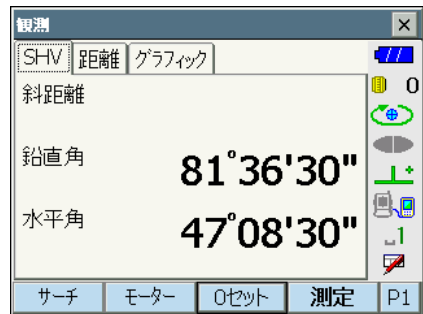 観測
SHV 距離 グラフィック
斜距離
0
鉛直角 81°36'30"
水平角 47°08'30"
1
サーチ モーター 0セット 測定 P1